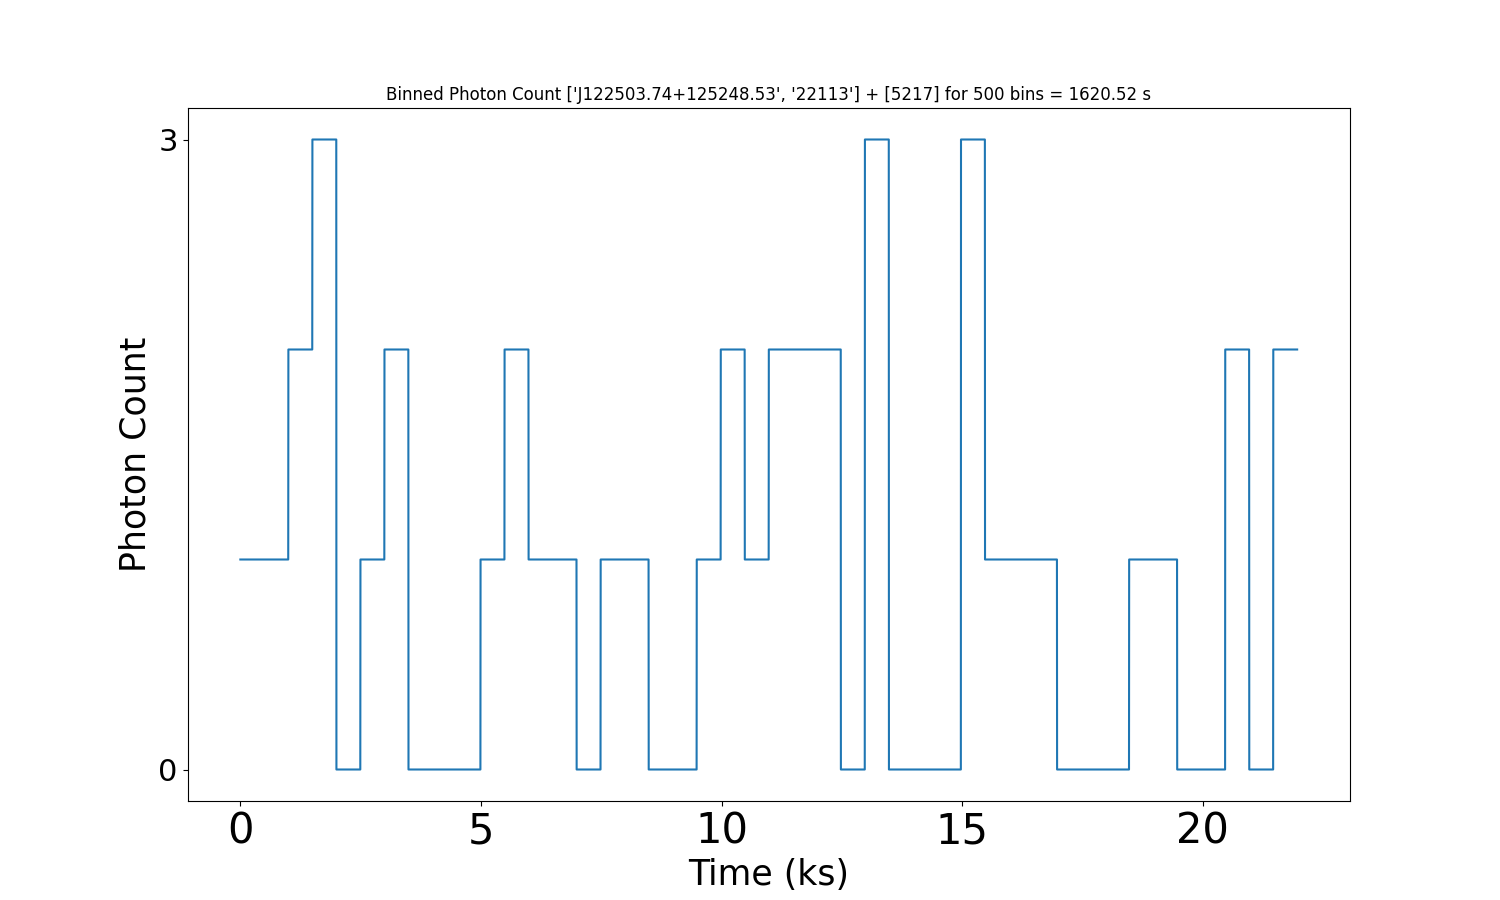 Binned Photon Count ['J122503.74+125248.53', '22113'] + [5217] for 500 bins = 1620.52 s
3
Photon Count
0
0 5 10 15 20
Time (ks)